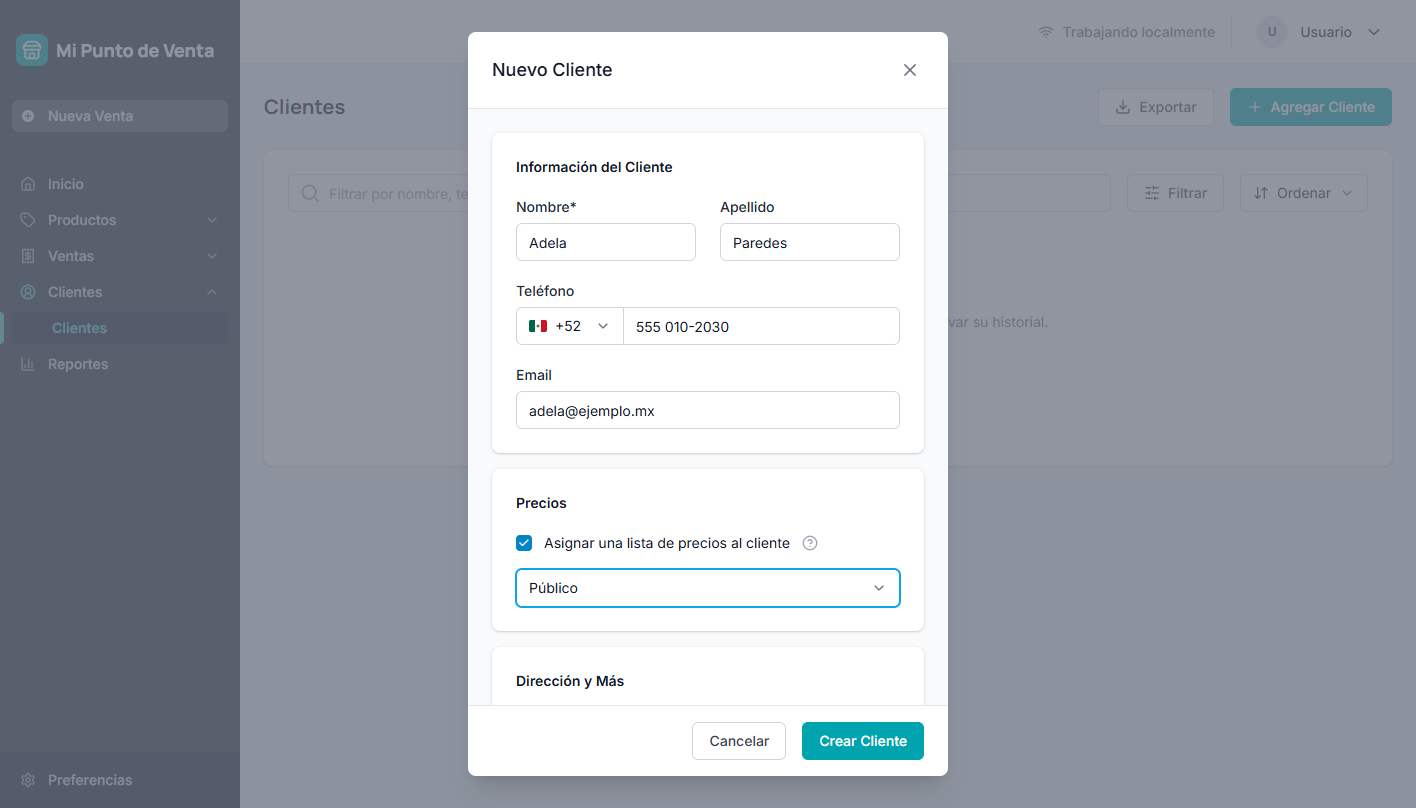 Mi Punto de Venta
Nueva Venta
Inicio
Productos
Ventas
Clientes
Clientes
Reportes
Preferencias
Trabajando localmente
U
Usuario
Clientes
Exportar
Agregar Cliente
Filtrar por nombre, te
Filtrar
Ordenar
var su historial.
Nuevo Cliente
Información del Cliente
Nombre*
Apellido
Adela
Paredes
Teléfono
+52
555 010-2030
Email
adela@ejemplo.mx
Precios
Asignar una lista de precios al cliente
Público
Dirección y Más
Cancelar
Crear Cliente